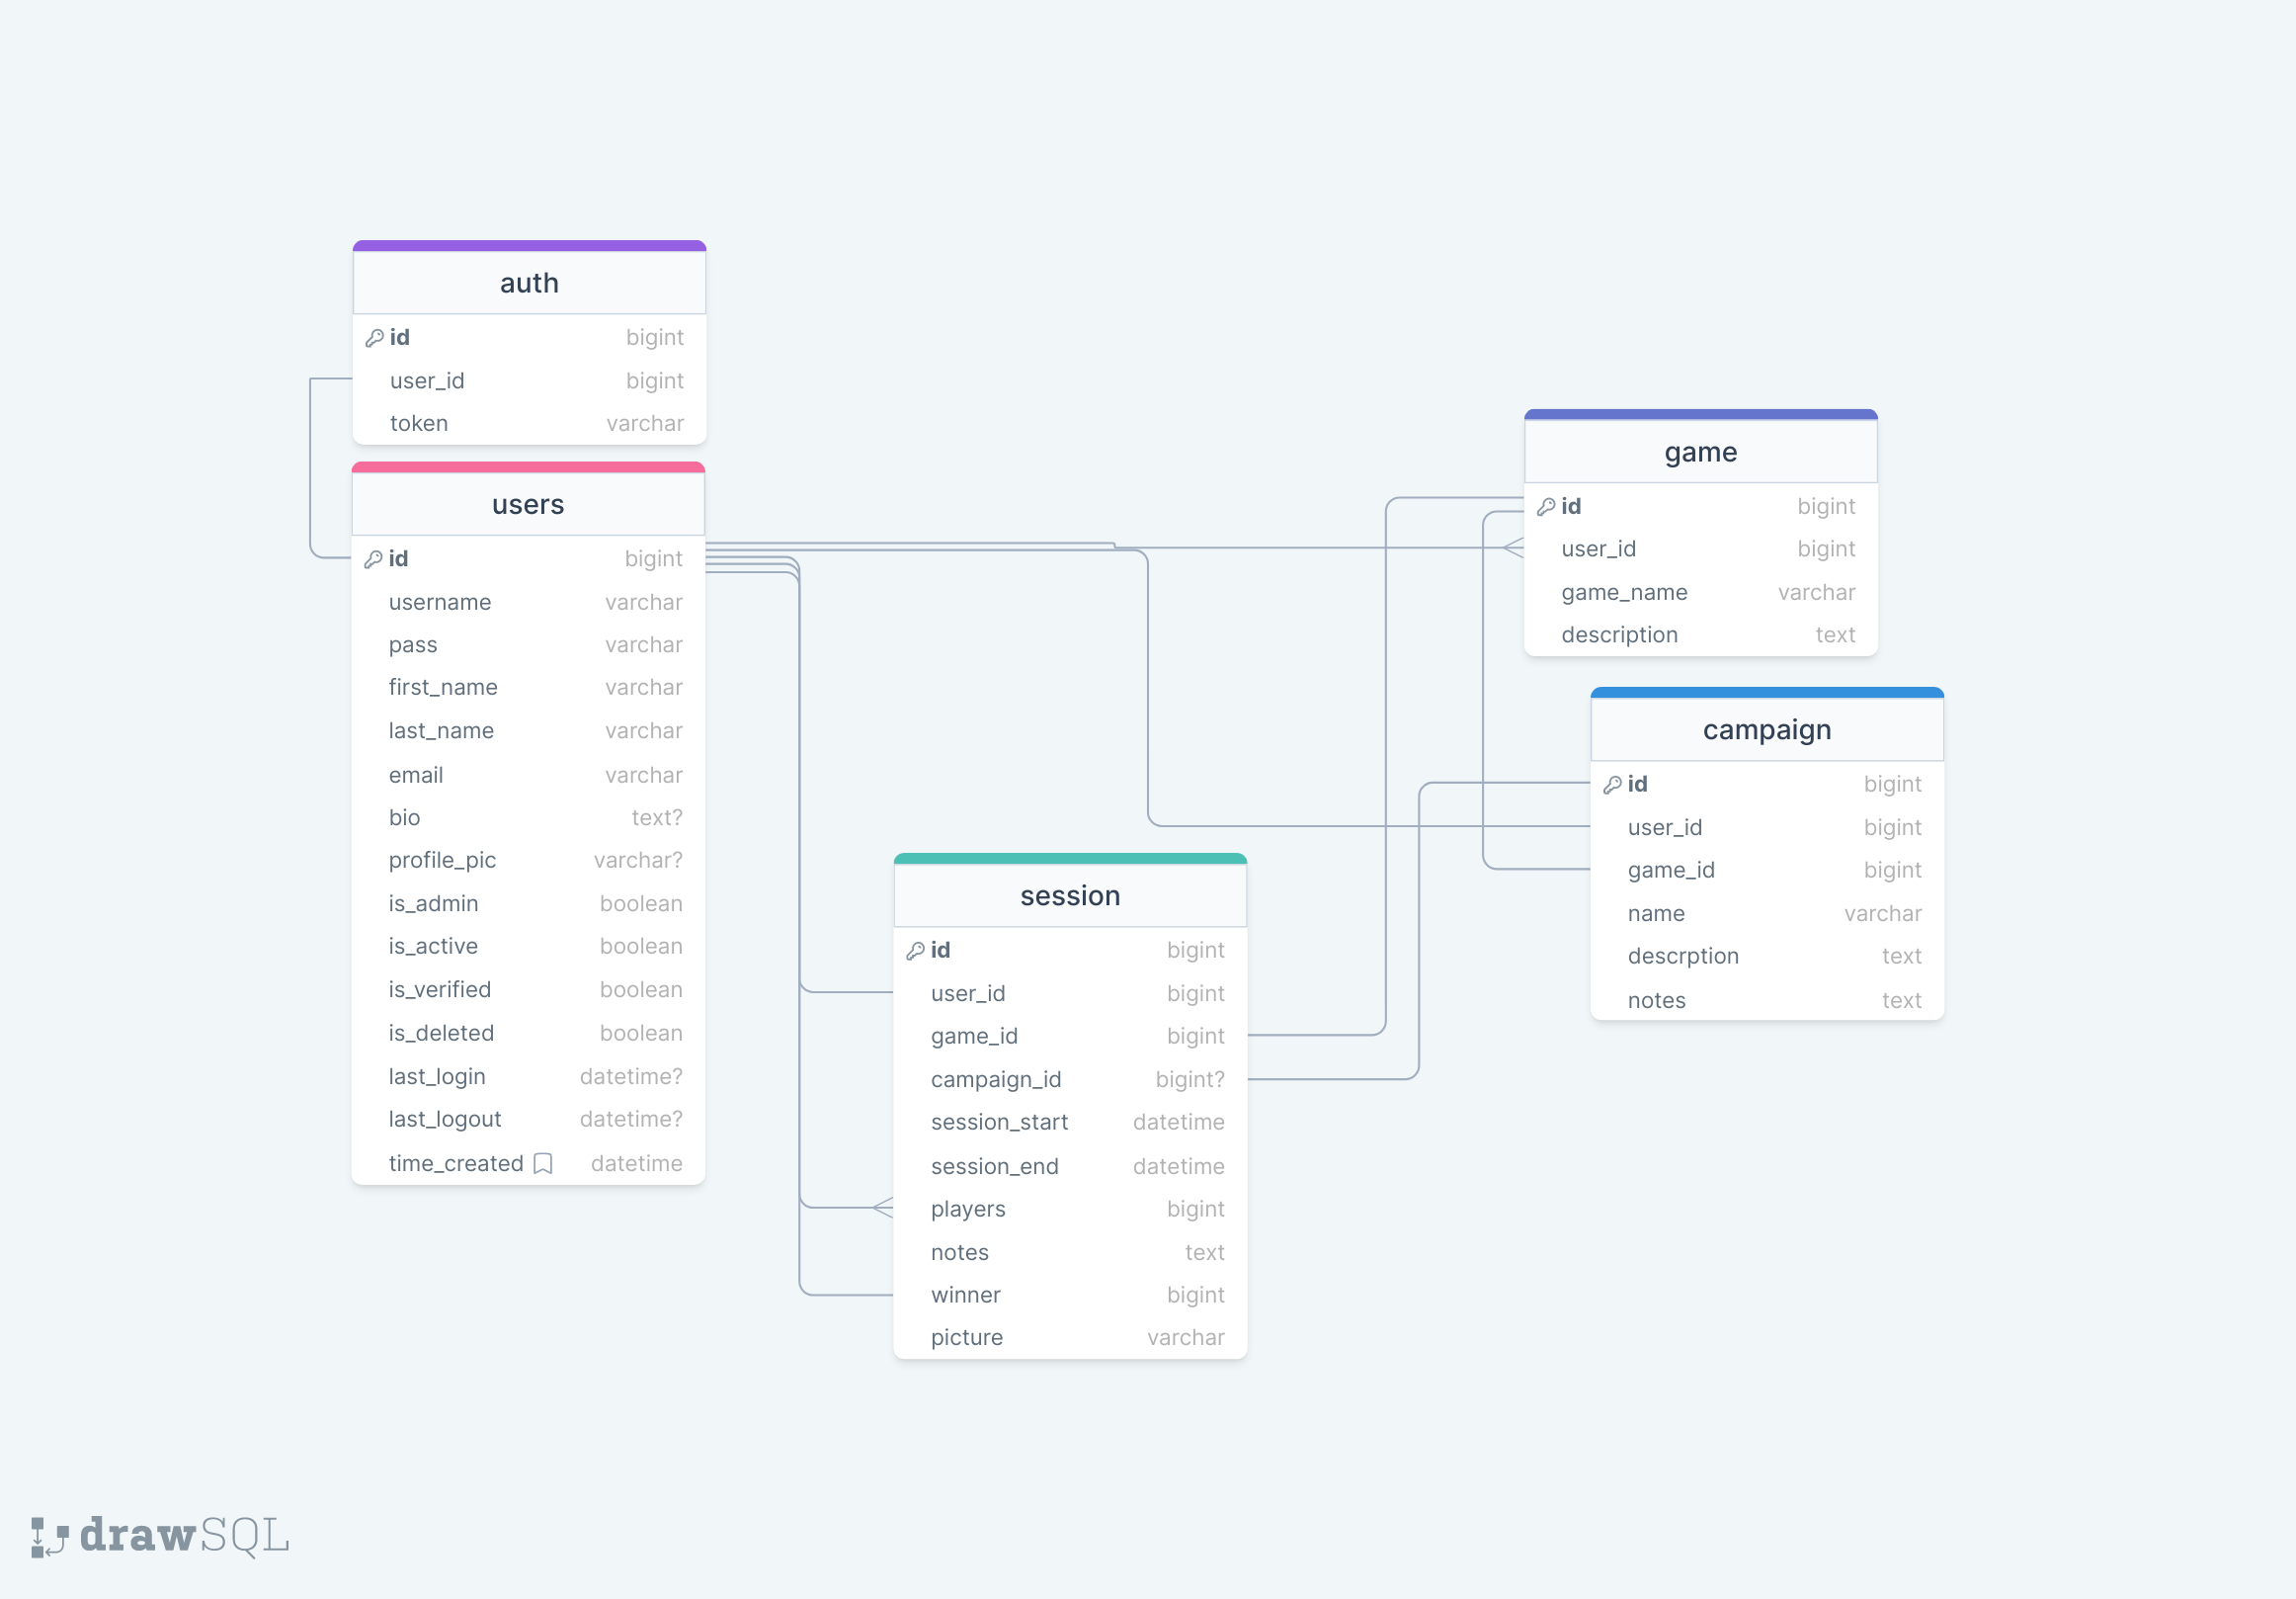 auth
id bigint
user_id bigint
token varchar
users
id bigint
username varchar
pass varchar
first_name varchar
last_name varchar
email varchar
bio text?
profile_pic varchar?
is_admin boolean
is_active boolean
is_verified boolean
is_deleted boolean
last_login datetime?
last_logout datetime?
time_created datetime
session
id bigint
user_id bigint
game_id bigint
campaign_id bigint?
session_start datetime
session_end datetime
players bigint
notes text
winner bigint
picture varchar
game
id bigint
user_id bigint
game_name varchar
description text
campaign
id bigint
user_id bigint
game_id bigint
name varchar
descrption text
notes text
drawSQL